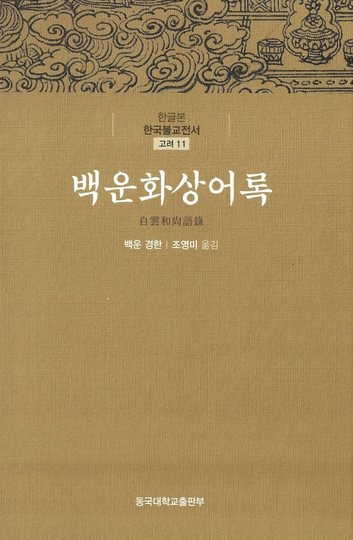 한글본
한국불교전서
고려 11
백운화상어록
白雲和尙語錄
백운 경한 | 조영미 옮김
동국대학교출판부